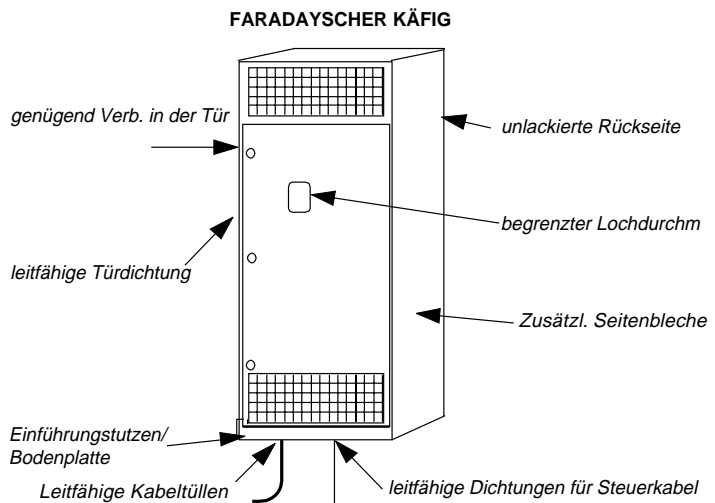 FARADAYSCHER KÄFIG
genügend Verb. in der Tür
unlackierte Rückseite
begrenzter Lochdurchm
leitfähige Türdichtung
Zusätzl. Seitenbleche
Einführungstutzen/
Bodenplatte
Leitfähige Kabeltüllen
leitfähige Dichtungen für Steuerkabel